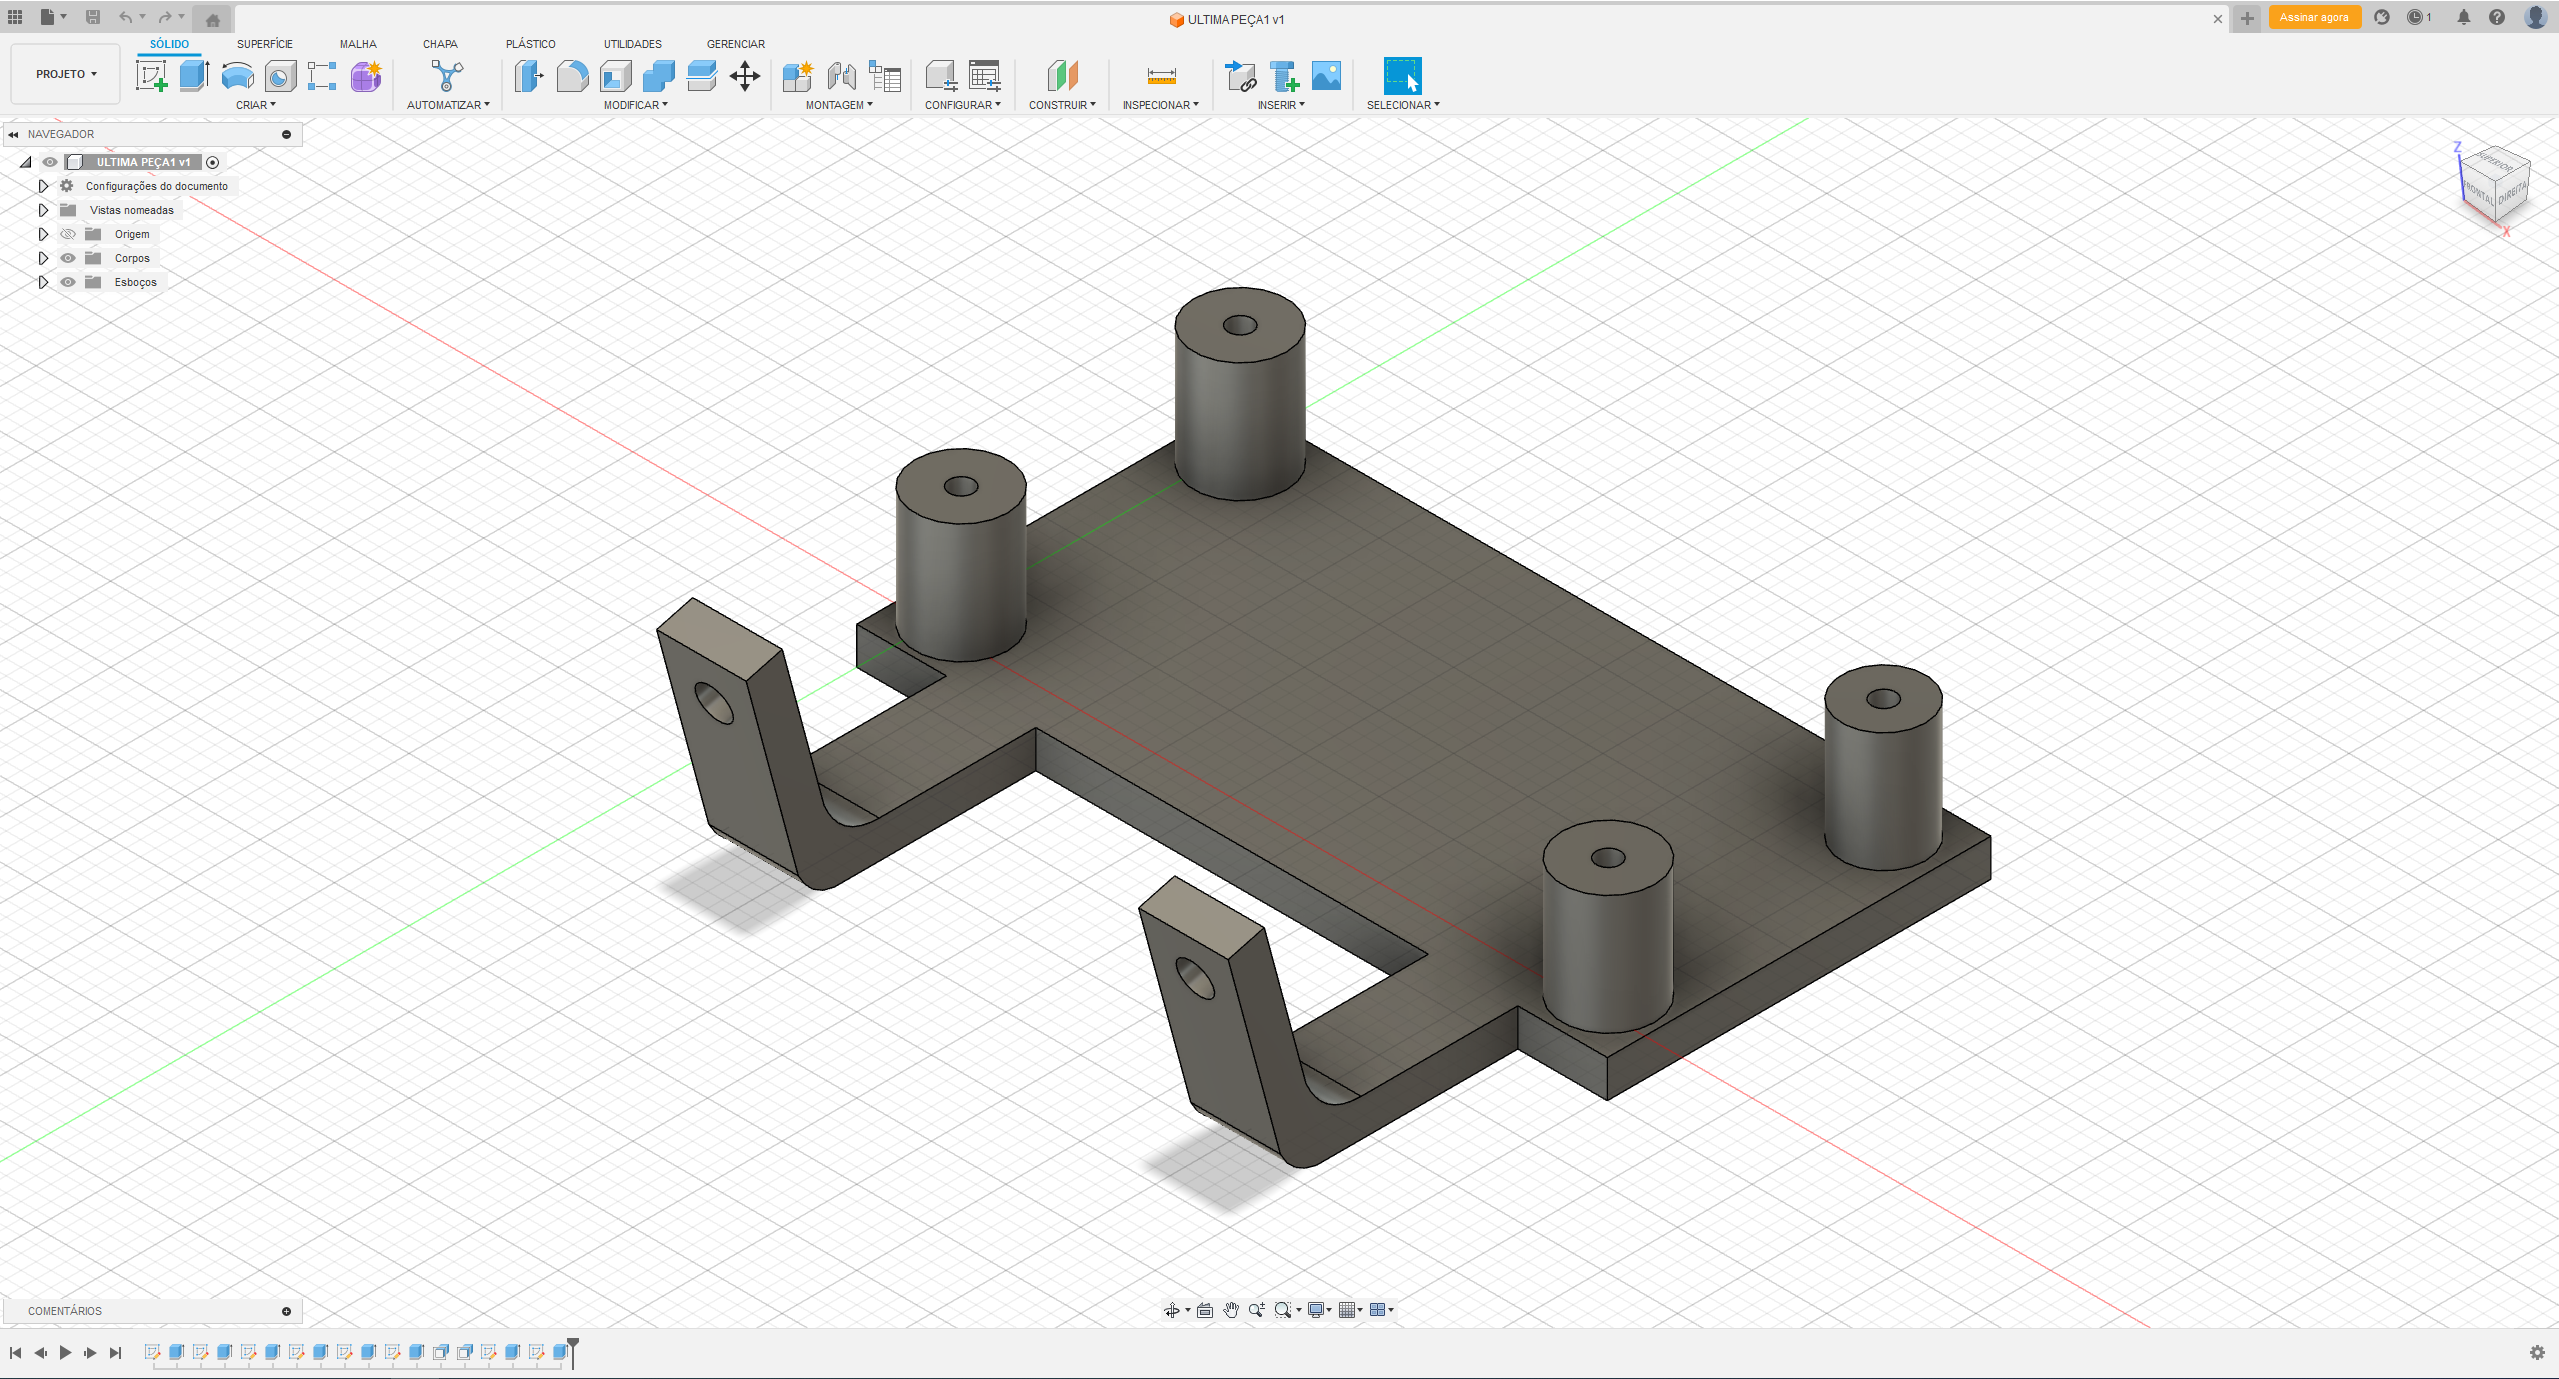 ULTIMA PEÇA1 v1
Assinar agora
1
PROJETO
SÓLIDO
SUPERFÍCIE
MALHA
CHAPA
PLÁSTICO
UTILIDADES
GERENCIAR
CRIAR
AUTOMATIZAR
MODIFICAR
MONTAGEM
CONFIGURAR
CONSTRUIR
INSPECIONAR
INSERIR
SELECIONAR
NAVEGADOR
ULTIMA PEÇA1 v1
Configurações do documento
Vistas nomeadas
Origem
Corpos
Esboços
Z
SUPERIOR
FRONTAL
DIREITA
X
COMENTÁRIOS